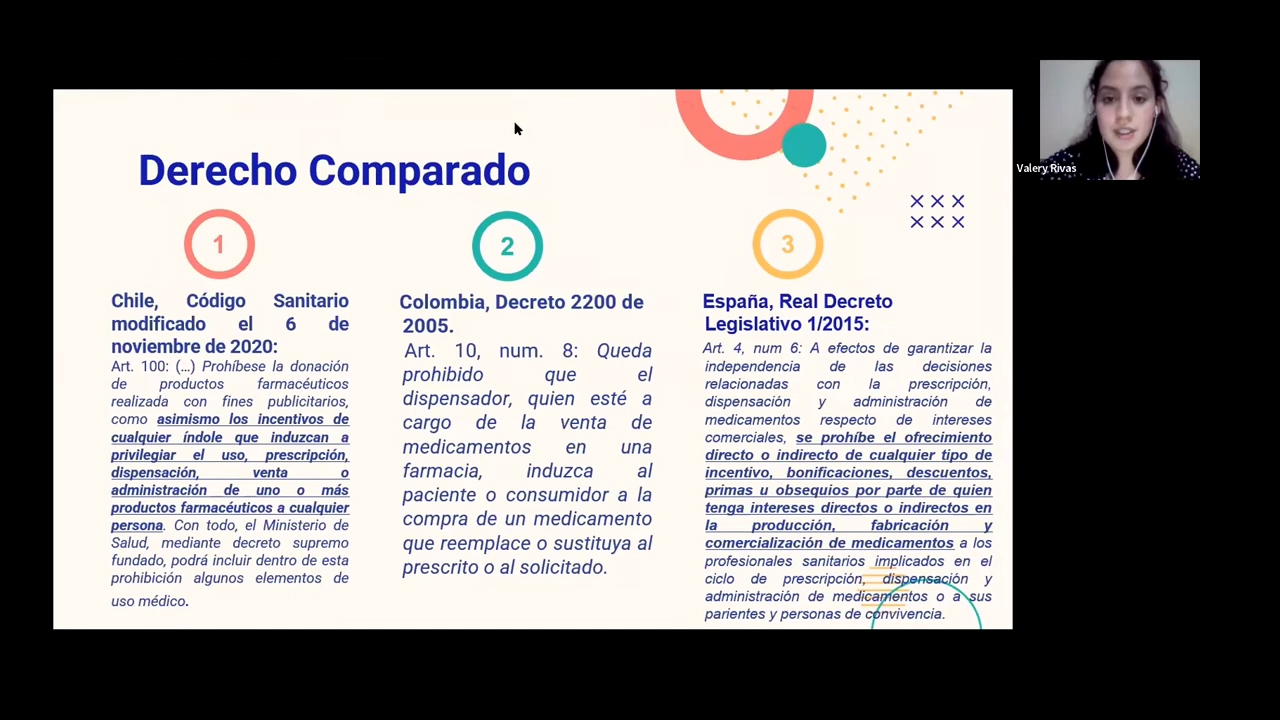 Derecho Comparado
1
Chile, Código Sanitario
modificado el 6 de
noviembre de 2020:
Art. 100: (...) Prohíbese la donación
de productos farmacéuticos
realizada con fines publicitarios,
como asimismo los incentivos de
cualquier índole que induzcan a
privilegiar el uso, prescripción,
dispensación, venta o
administración de uno o más
productos farmacéuticos a cualquier
persona. Con todo, el Ministerio de
Salud, mediante decreto supremo
fundado, podrá incluir dentro de esta
prohibición algunos elementos de
uso médico.
2
Colombia, Decreto 2200 de
2005.
Art. 10, num. 8: Queda
prohibido que el
dispensador, quien esté a
cargo de la venta de
medicamentos en una
farmacia, induzca al
paciente o consumidor a la
compra de un medicamento
que reemplace o sustituya al
prescrito o al solicitado.
3
España, Real Decreto
Legislativo 1/2015:
Art. 4, num 6: A efectos de garantizar la
independencia de las decisiones
relacionadas con la prescripción,
dispensación y administración de
medicamentos respecto de intereses
comerciales, se prohíbe el ofrecimiento
directo o indirecto de cualquier tipo de
incentivo, bonificaciones, descuentos,
primas u obsequios por parte de quien
tenga intereses directos o indirectos en
la producción, fabricación y
comercialización de medicamentos a los
profesionales sanitarios implicados en el
ciclo de prescripción, dispensación y
administración de medicamentos o a sus
parientes y personas de convivencia.
Valery Rivas